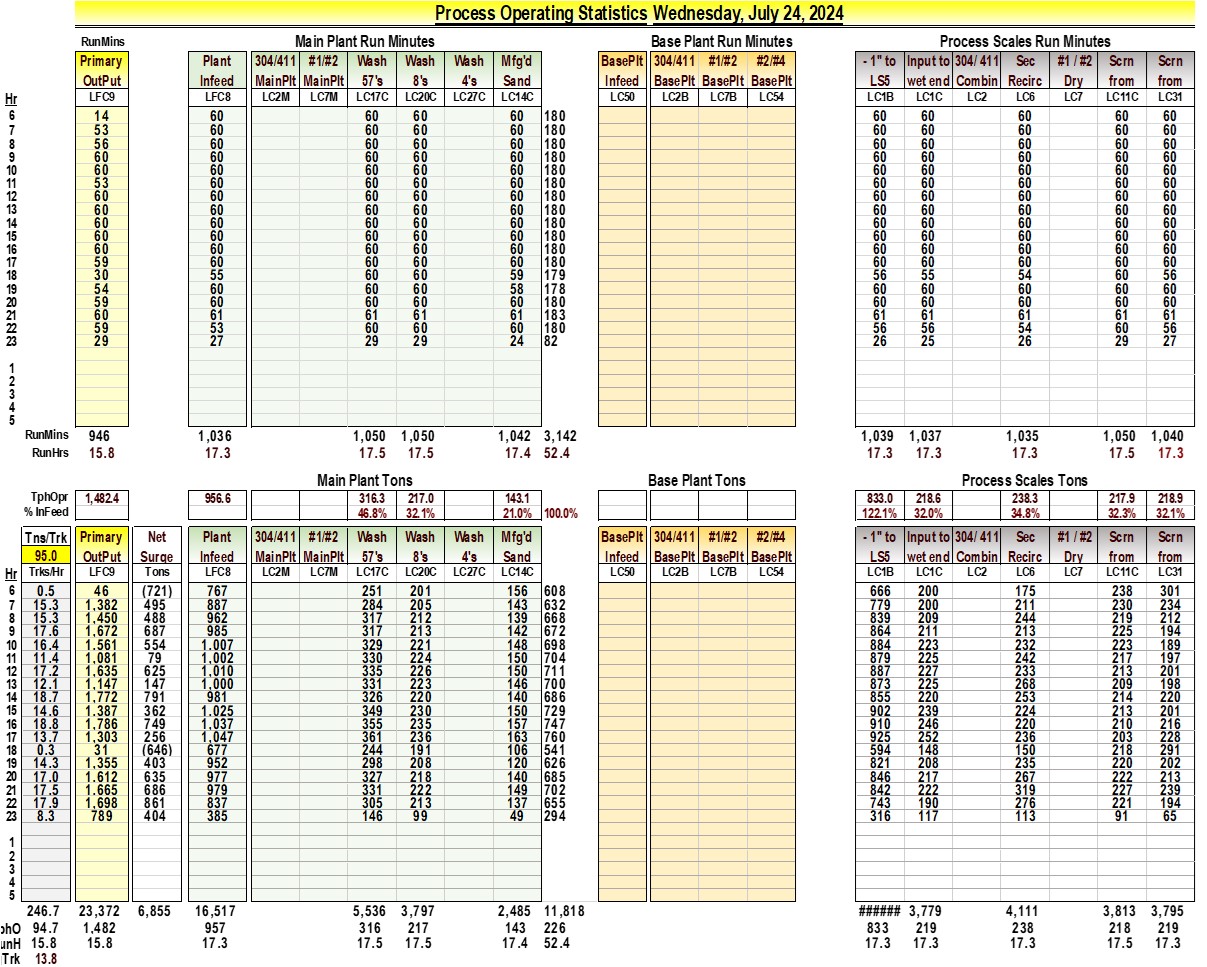 Process Operating Statistics Wednesday, July 24, 2024
RunMins Main Plant Run Minutes Base Plant Run Minutes Process Scales Run Minutes
Primary Plant 304/411 #1/#2 Wash Wash Wash Mfg'd BasePlt 304/411 #1/#2 #2/#4 - 1" to Input to 304/ 411 Sec #1 / #2 Scrn Scrn
OutPut Infeed MainPlt MainPlt 57's 8's 4's Sand Infeed BasePlt BasePlt BasePlt LS5 wet end Combin Recirc Dry from from
Hr LFC9 LFC8 LC2M LC7M LC17C LC20C LC27C LC14C LC50 LC2B LC7B LC54 LC1B LC1C LC2 LC6 LC7 LC11C LC31
6 14 60 60 60 60 180 60 60 60 60 60
7 53 60 60 60 60 180 60 60 60 60 60
8 56 60 60 60 60 180 60 60 60 60 60
9 60 60 60 60 60 180 60 60 60 60 60
10 60 60 60 60 60 180 60 60 60 60 60
11 53 60 60 60 60 180 60 60 60 60 60
12 60 60 60 60 60 180 60 60 60 60 60
13 60 60 60 60 60 180 60 60 60 60 60
14 60 60 60 60 60 180 60 60 60 60 60
15 60 60 60 60 60 180 60 60 60 60 60
16 60 60 60 60 60 180 60 60 60 60 60
17 59 60 60 60 60 180 60 60 60 60 60
18 30 55 60 60 59 179 56 55 54 60 56
19 54 60 60 60 58 178 60 60 60 60 60
20 59 60 60 60 60 180 60 60 60 60 60
21 60 61 61 61 61 183 61 61 61 61 61
22 59 53 60 60 60 180 56 56 54 60 56
23 29 27 29 29 24 82 26 25 26 29 27
1
2
3
4
5
RunMins 946 1,036 1,050 1,050 1,042 3,142 1,039 1,037 1,035 1,050 1,040
RunHrs 15.8 17.3 17.5 17.5 17.4 52.4 17.3 17.3 17.3 17.5 17.3
Main Plant Tons Base Plant Tons Process Scales Tons
TphOpr 1,482.4 956.6 316.3 217.0 143.1 833.0 218.6 238.3 217.9 218.9
% InFeed 46.8% 32.1% 21.0% 100.0% 122.1% 32.0% 34.8% 32.3% 32.1%
Tns/Trk Primary Net Plant 304/411 #1/#2 Wash Wash Wash Mfg'd BasePlt 304/411 #1/#2 #2/#4 - 1" to Input to 304/ 411 Sec #1 / #2 Scrn Scrn
95.0 OutPut Surge Infeed MainPlt MainPlt 57's 8's 4's Sand Infeed BasePlt BasePlt BasePlt LS5 wet end Combin Recirc Dry from from
Hr Trks/Hr LFC9 Tons LFC8 LC2M LC7M LC17C LC20C LC27C LC14C LC50 LC2B LC7B LC54 LC1B LC1C LC2 LC6 LC7 LC11C LC31
6 0.5 46 (721) 767 251 201 156 608 666 200 175 238 301
7 15.3 1,382 495 887 284 205 143 632 779 200 211 230 234
8 15.3 1,450 488 962 317 212 139 668 839 209 244 219 212
9 17.6 1,672 687 985 317 213 142 672 864 211 213 225 194
10 16.4 1,561 554 1,007 329 221 148 698 884 223 232 223 189
11 11.4 1,081 79 1,002 330 224 150 704 879 225 242 217 197
12 17.2 1,635 625 1,010 335 226 150 711 887 227 233 213 201
13 12.1 1,147 147 1,000 331 223 146 700 873 225 268 209 198
14 18.7 1,772 791 981 326 220 140 686 855 220 253 214 220
15 14.6 1,387 362 1,025 349 230 150 729 902 239 224 213 201
16 18.8 1,786 749 1,037 355 235 157 747 910 246 220 210 216
17 13.7 1,303 256 1,047 361 236 163 760 925 252 236 203 228
18 0.3 31 (646) 677 244 191 106 541 594 148 150 218 291
19 14.3 1,355 403 952 298 208 120 626 821 208 235 220 202
20 17.0 1,612 635 977 327 218 140 685 846 217 267 222 213
21 17.5 1,665 686 979 331 222 149 702 842 222 319 227 239
22 17.9 1,698 861 837 305 213 137 655 743 190 276 221 194
23 8.3 789 404 385 146 99 49 294 316 117 113 91 65
1
2
3
4
5
246.7 23,372 6,855 16,517 5,536 3,797 2,485 11,818 ###### 3,779 4,111 3,813 3,795
phO 94.7 1,482 957 316 217 143 226 833 219 238 218 219
unH 15.8 15.8 17.3 17.5 17.5 17.4 52.4 17.3 17.3 17.3 17.5 17.3
Trk 13.8